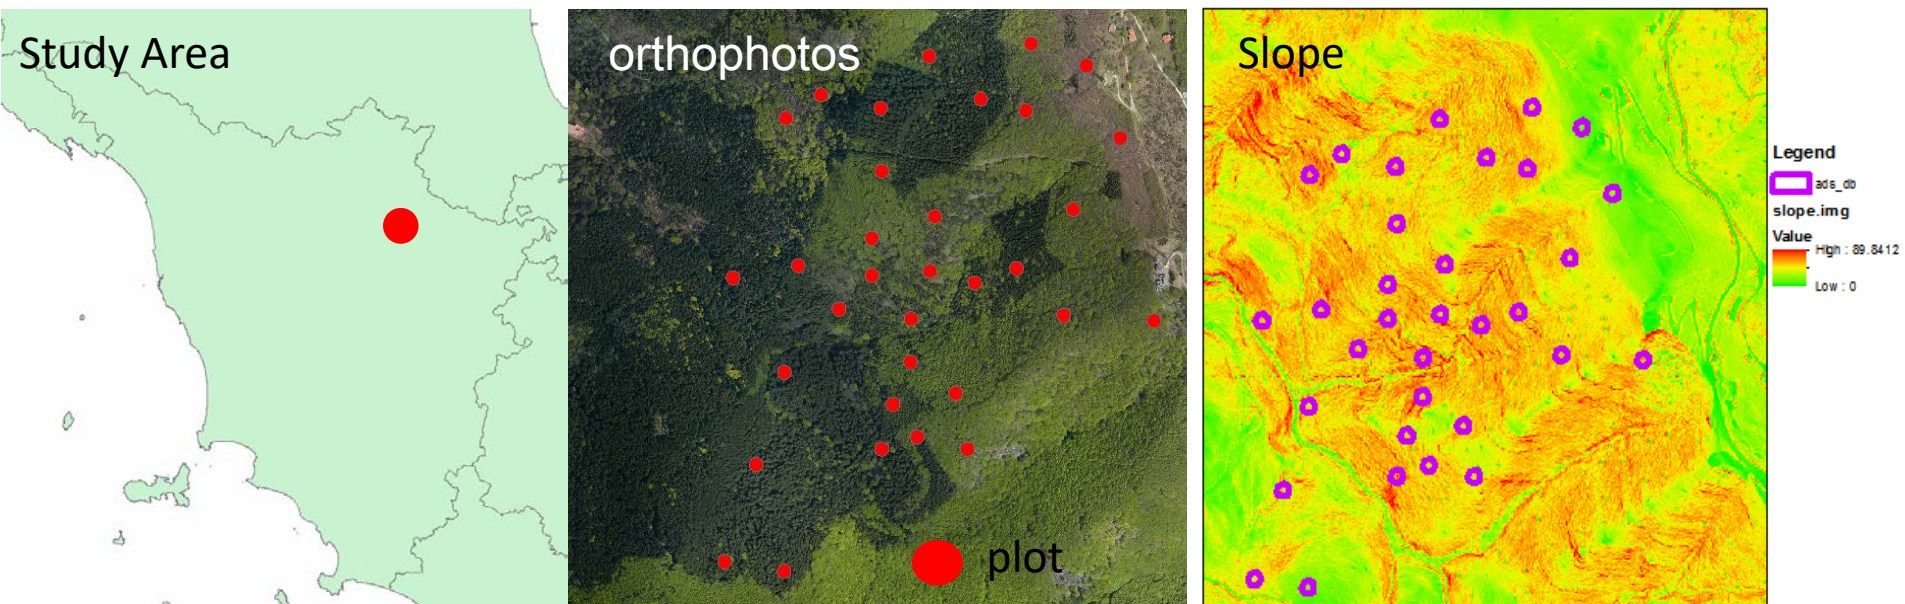 Study Area
orthophotos
plot
Slope
Legend
ads_db
slope.img
Value
High : 89.8412
Low : 0